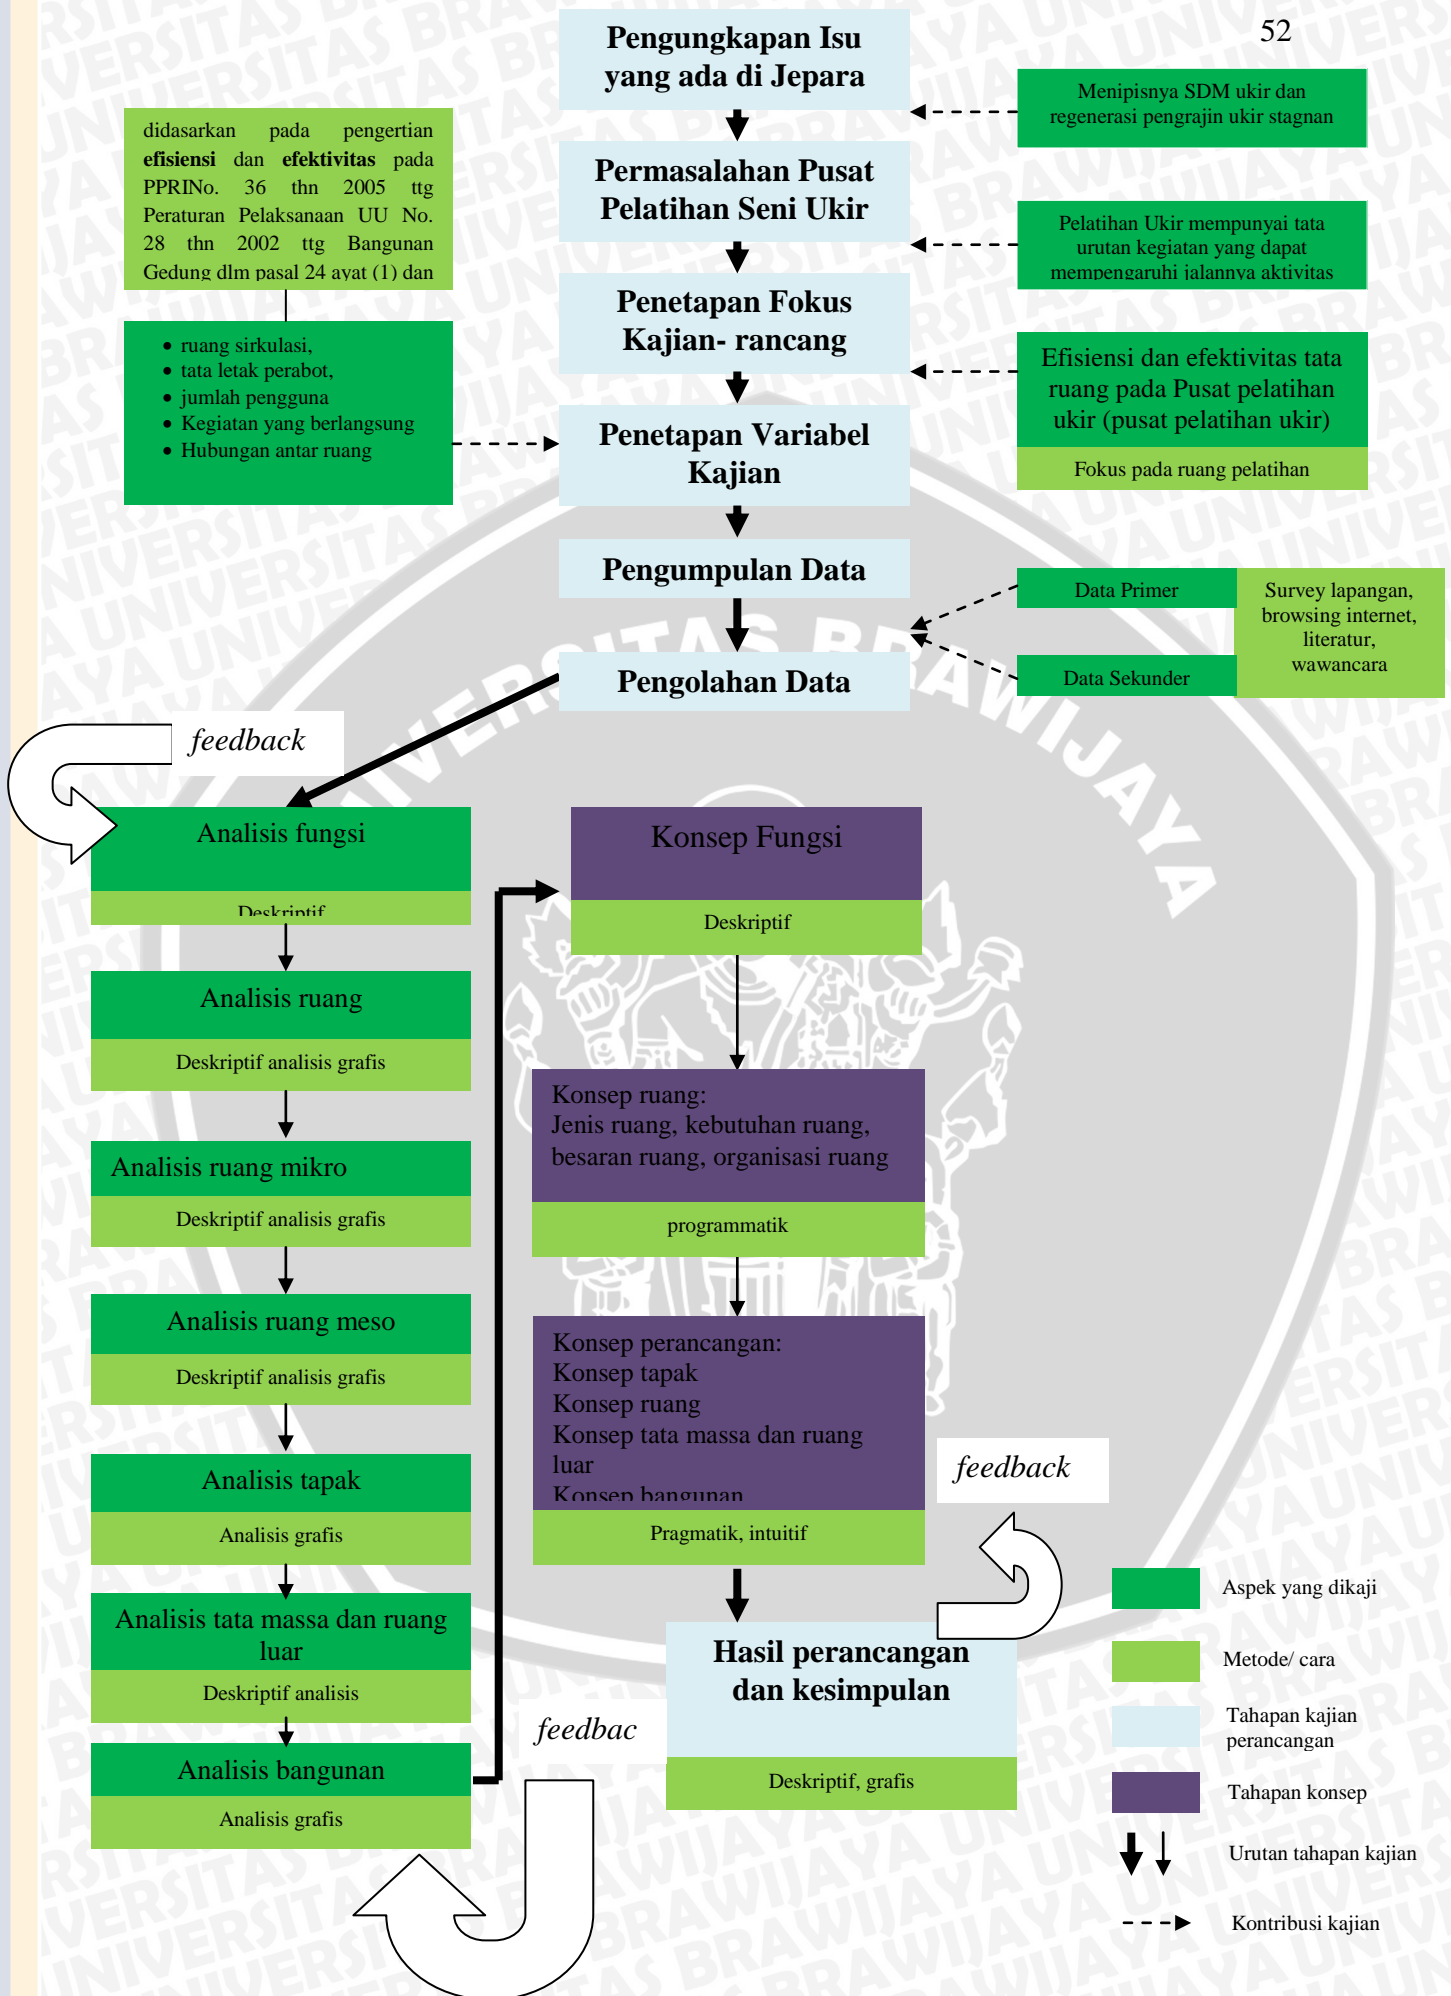 52
Pengungkapan Isu
yang ada di Jepara
Menipisnya SDM ukir dan
regenerasi pengrajin ukir stagnan
didasarkan pada pengertian
efisiensi dan efektivitas pada
PPRINo. 36 thn 2005 ttg
Peraturan Pelaksanaan UU No.
28 thn 2002 ttg Bangunan
Gedung dlm pasal 24 ayat (1) dan
Permasalahan Pusat
Pelatihan Seni Ukir
Pelatihan Ukir mempunyai tata
urutan kegiatan yang dapat
mempengaruhi jalannya aktivitas
Penetapan Fokus
Kajian- rancang
• ruang sirkulasi,
• tata letak perabot,
• jumlah pengguna
• Kegiatan yang berlangsung
• Hubungan antar ruang
Efisiensi dan efektivitas tata
ruang pada Pusat pelatihan
ukir (pusat pelatihan ukir)
Fokus pada ruang pelatihan
Penetapan Variabel
Kajian
Pengumpulan Data
Data Primer
Data Sekunder
Survey lapangan,
browsing internet,
literatur,
wawancara
Pengolahan Data
feedback
Analisis fungsi
Deskriptif
Analisis ruang
Deskriptif analisis grafis
Analisis ruang mikro
Deskriptif analisis grafis
Analisis ruang meso
Deskriptif analisis grafis
Analisis tapak
Analisis grafis
Analisis tata massa dan ruang
luar
Deskriptif analisis
Analisis bangunan
Analisis grafis
Konsep Fungsi
Deskriptif
Konsep ruang:
Jenis ruang, kebutuhan ruang,
besaran ruang, organisasi ruang
programmatik
Konsep perancangan:
Konsep tapak
Konsep ruang
Konsep tata massa dan ruang
luar
Konsep bangunan
Pragmatik, intuitif
feedback
Hasil perancangan
dan kesimpulan
Deskriptif, grafis
feedbac
Aspek yang dikaji
Metode/ cara
Tahapan kajian
perancangan
Tahapan konsep
Urutan tahapan kajian
Kontribusi kajian
UNIVERSITAS BRAWIJAYA